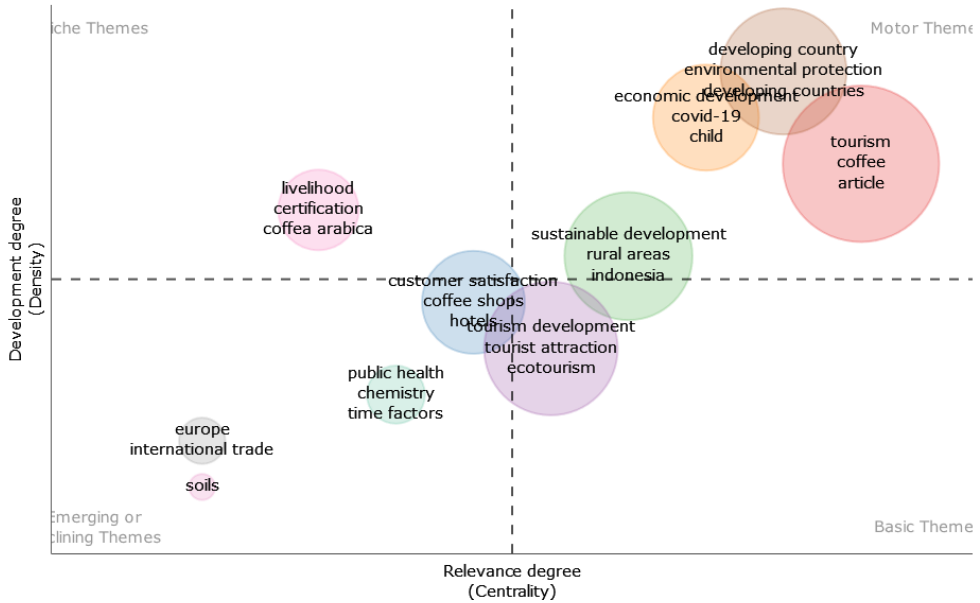 iche Themes
Motor Theme
developing country
environmental protection
developing countries
economic development
covid-19
child
tourism
coffee
article
livelihood
certification
coffea arabica
sustainable development
rural areas
indonesia
customer satisfaction
coffee shops
hotels
tourism development
tourist attraction
ecotourism
public health
chemistry
time factors
europe
international trade
soils
Emerging or
clining Themes
Basic Theme
Development degree
(Density)
Relevance degree
(Centrality)